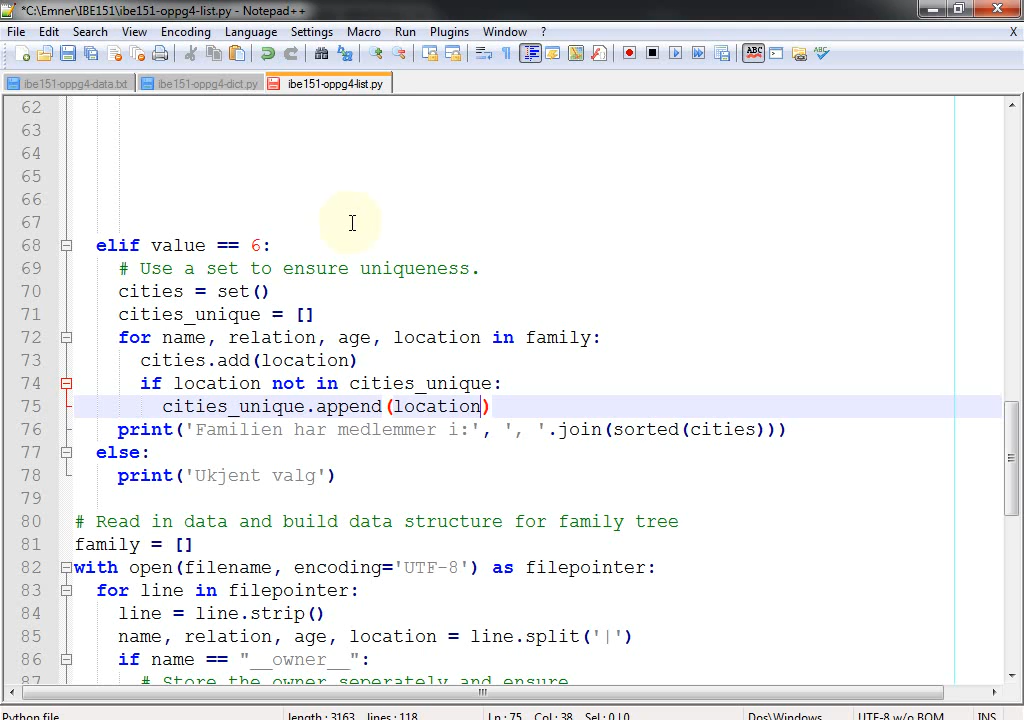 *C:\Emner\IBE151\ibe151-oppg4-list.py - Notepad++
File Edit Search View Encoding Language Settings Macro Run Plugins Window ? X
ibe151-oppg4-data.txt ibe151-oppg4-dict.py ibe151-oppg4-list.py
62
63
64
65
66
67
68 elif value == 6:
69 # Use a set to ensure uniqueness.
70 cities = set()
71 cities_unique = []
72 for name, relation, age, location in family:
73 cities.add(location)
74 if location not in cities_unique:
75 cities_unique.append(location)
76 print('Familien har medlemmer i:', ', '.join(sorted(cities)))
77 else:
78 print('Ukjent valg')
79
80 # Read in data and build data structure for family tree
81 family = []
82 with open(filename, encoding='UTF-8') as filepointer:
83 for line in filepointer:
84 line = line.strip()
85 name, relation, age, location = line.split('|')
86 if name == "__owner__":
87 # Store the owner seperately and ensure
Python file length : 3163 lines : 118 Ln : 75 Col : 38 Sel : 0 | 0 Dos\Windows UTF-8 w/o BOM INS